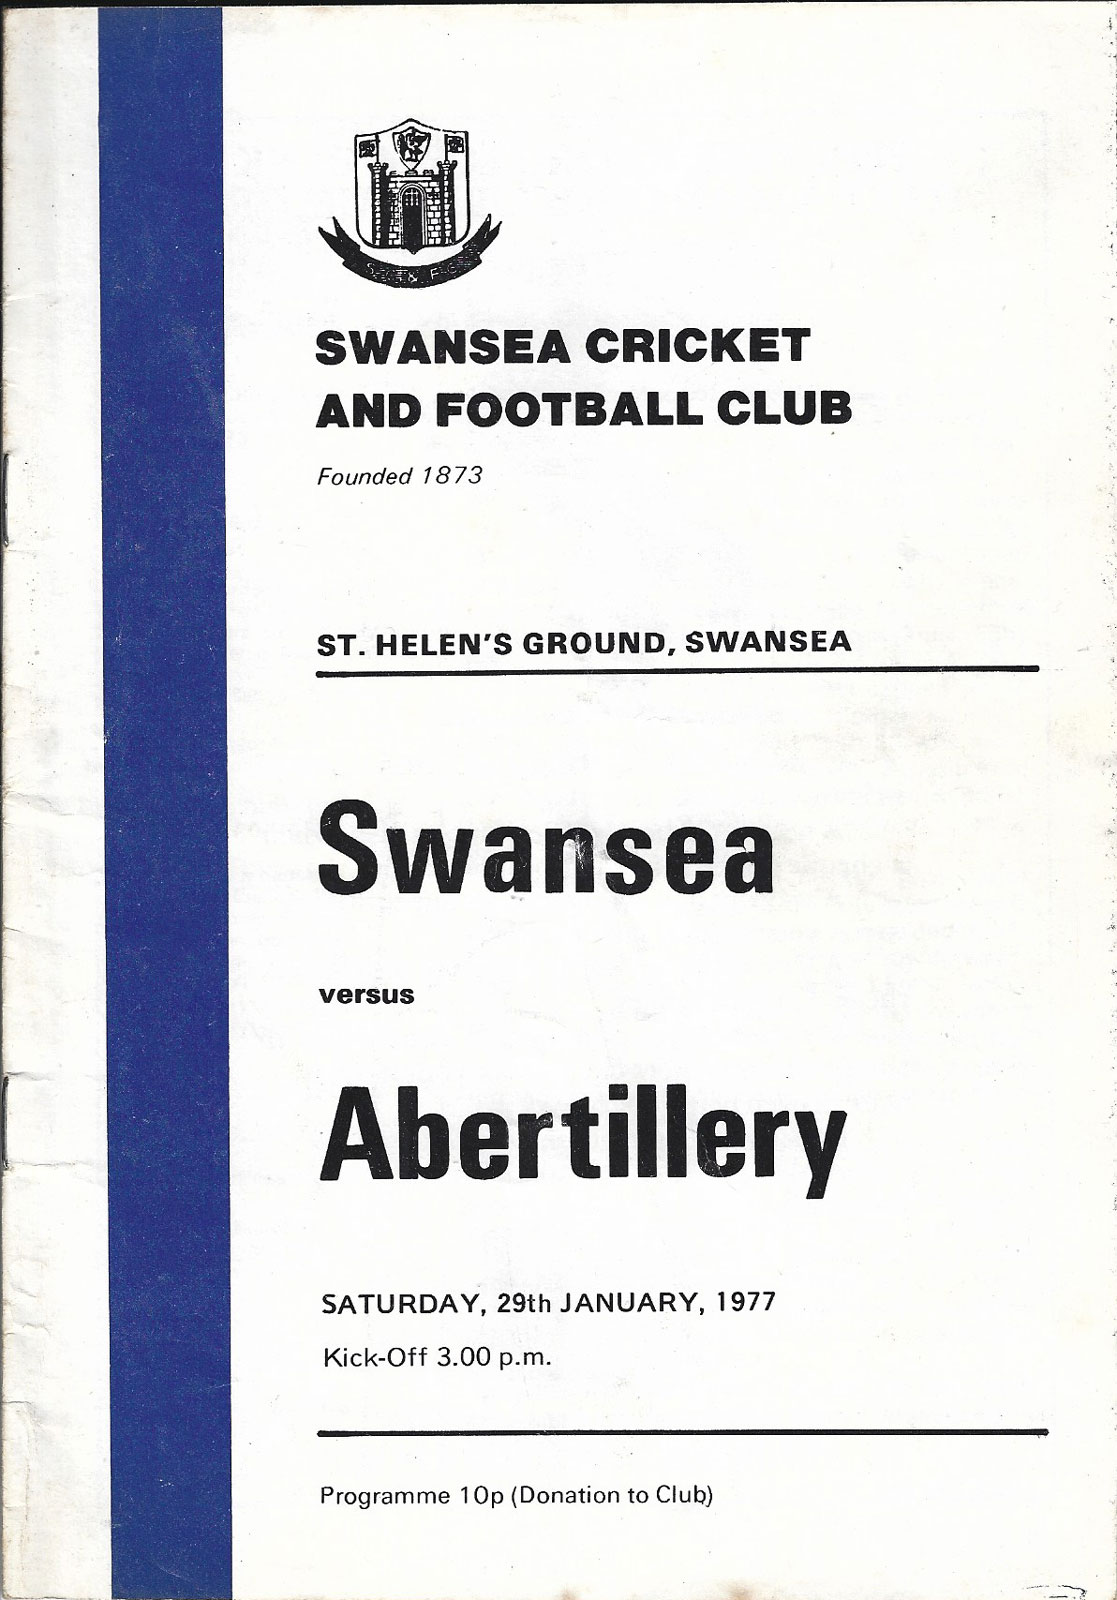 S. C. & F. C.
SWANSEA CRICKET
AND FOOTBALL CLUB
Founded 1873
ST. HELEN'S GROUND, SWANSEA
Swansea
versus
Abertillery
SATURDAY, 29th JANUARY, 1977
Kick-Off 3.00 p.m.
Programme 10p (Donation to Club)